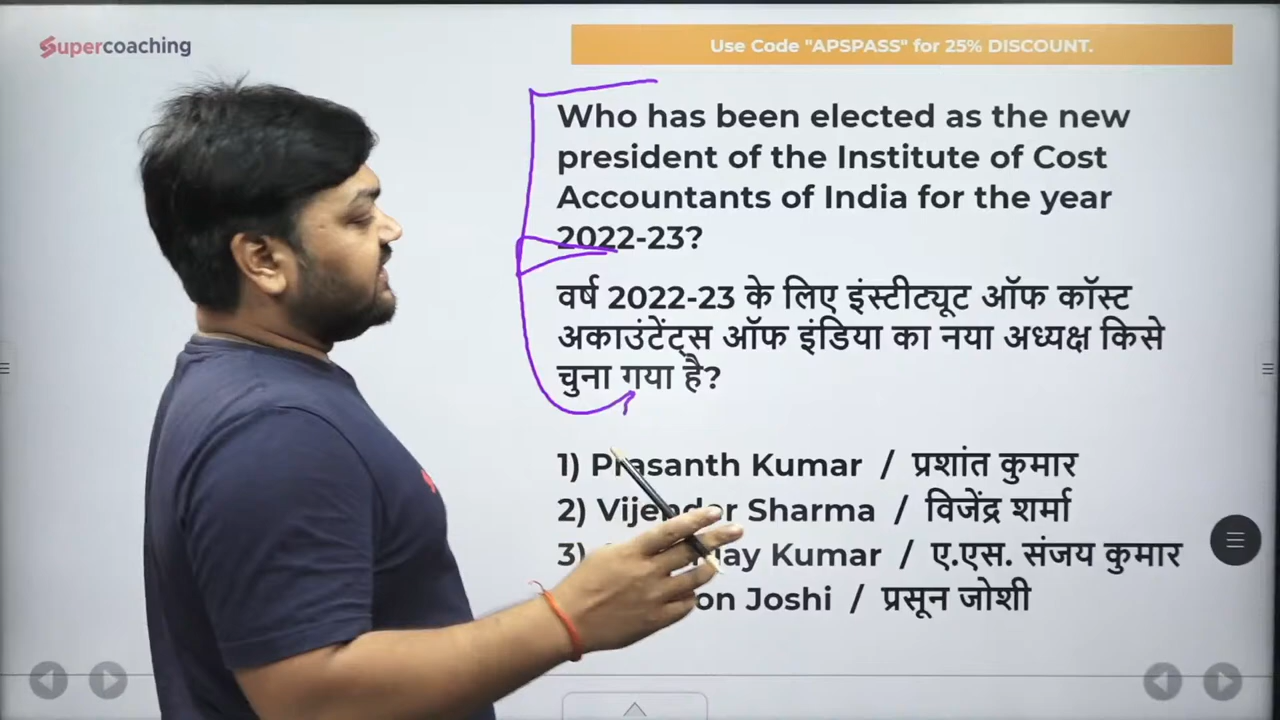 Supercoaching
Use Code "APSPASS" for 25% DISCOUNT.
Who has been elected as the new
president of the Institute of Cost
Accountants of India for the year
2022-23?
वर्ष 2022-23 के लिए इंस्टीट्यूट ऑफ कॉस्ट
अकाउंटेंट्स ऑफ इंडिया का नया अध्यक्ष किसे
चुना गया है?
1) Prasanth Kumar / प्रशांत कुमार
2) Vijender Sharma / विजेंद्र शर्मा
3) Kumar / ए.एस. संजय कुमार
Joshi / प्रसून जोशी